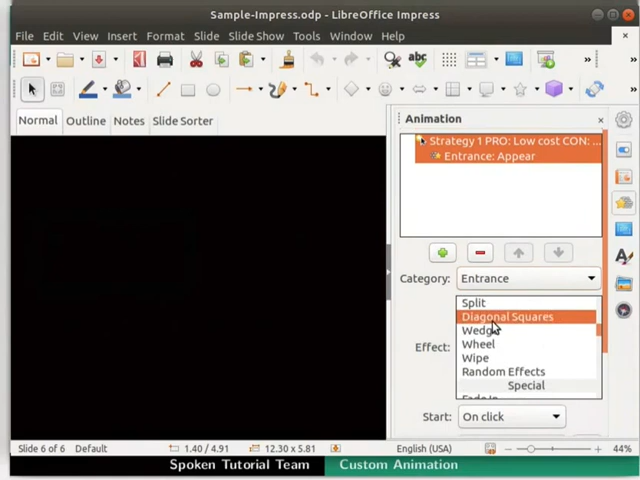 Sample-Impress.odp - LibreOffice Impress
File Edit View Insert Format Slide Slide Show Tools Window Help
abc
Normal Outline Notes Slide Sorter
Animation
Strategy 1 PRO: Low cost CON: ...
Entrance: Appear
Category: Entrance
Split
Diagonal Squares
Wedge
Wheel
Effect:
Wipe
Random Effects
Special
Fade In
Start: On click
Slide 6 of 6 Default 1.40 / 4.91 12.30 x 5.81 English (USA) 44%
Spoken Tutorial Team Custom Animation